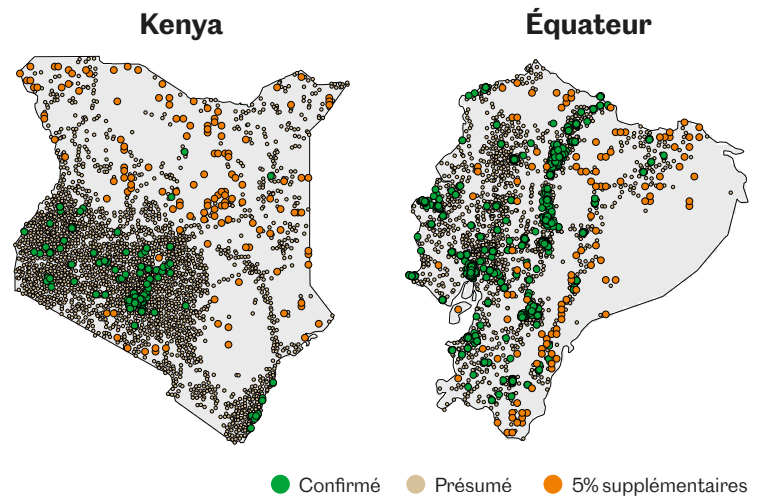 Kenya
Équateur
Confirmé
Présumé
5% supplémentaires